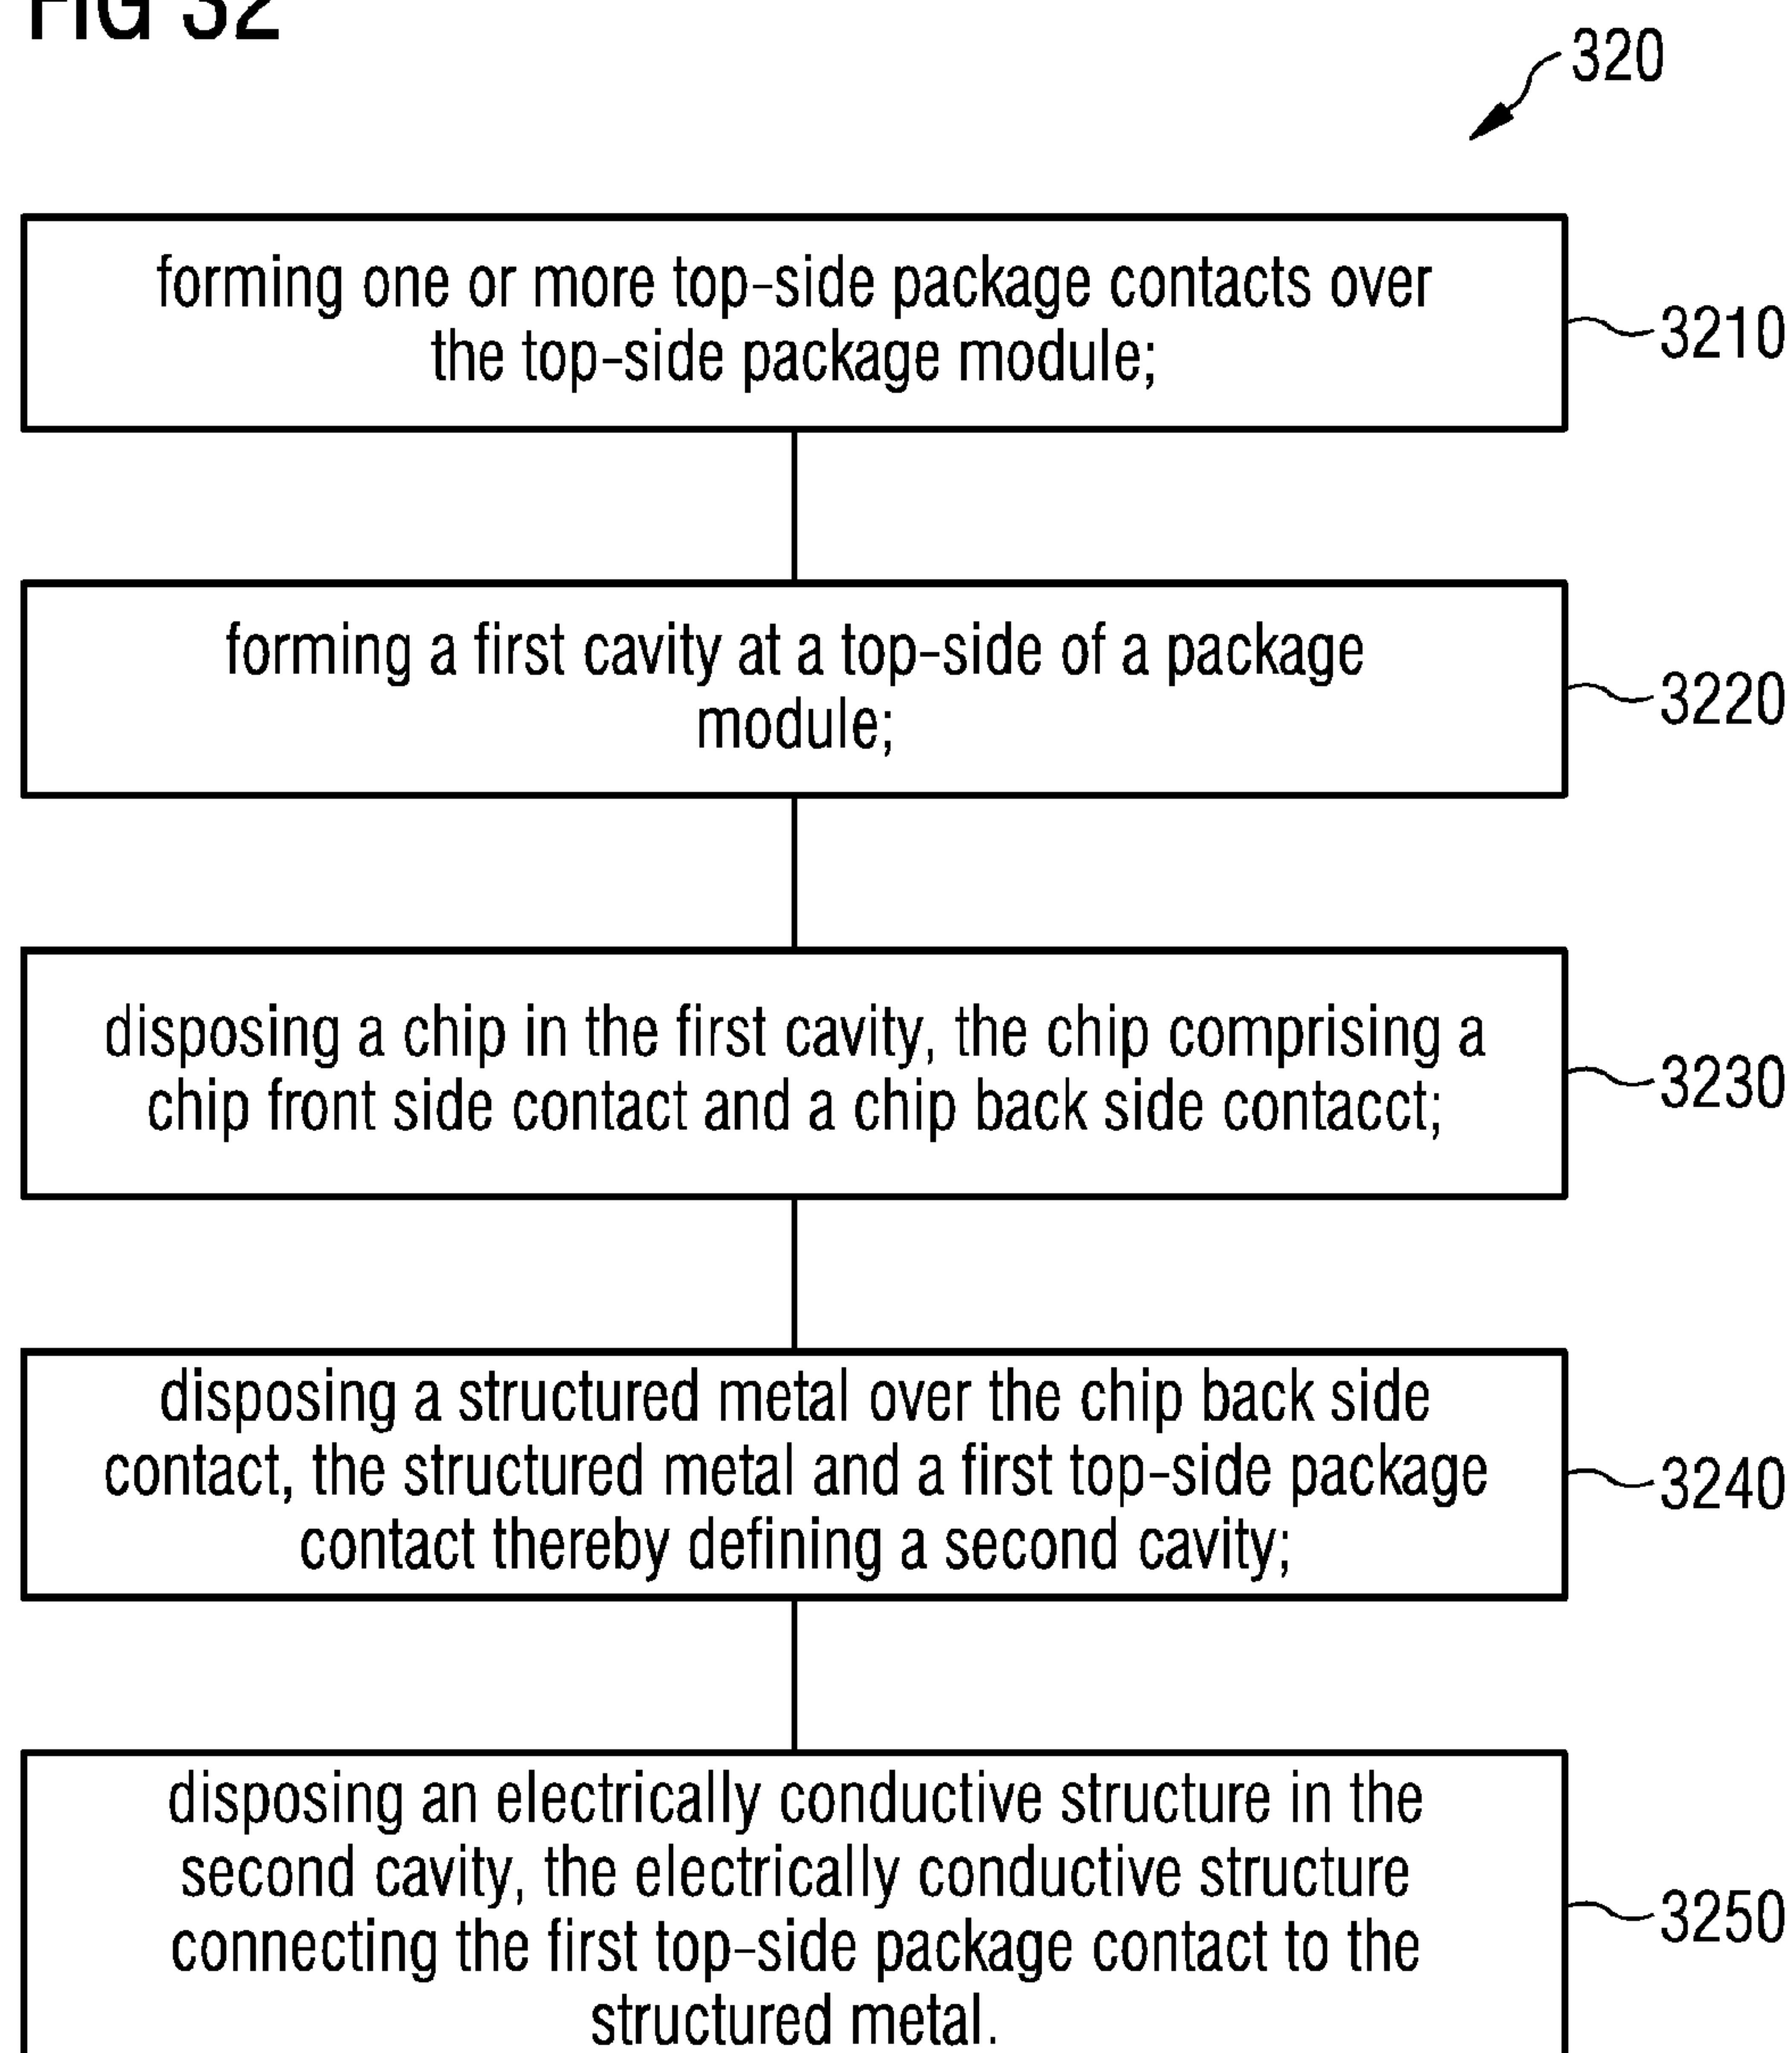 FIG 32
320
forming one or more top-side package contacts over
the top-side package module;
3210
forming a first cavity at a top-side of a package
module;
3220
disposing a chip in the first cavity, the chip comprising a
chip front side contact and a chip back side contacct;
3230
disposing a structured metal over the chip back side
contact, the structured metal and a first top-side package
contact thereby defining a second cavity;
3240
disposing an electrically conductive structure in the
second cavity, the electrically conductive structure
connecting the first top-side package contact to the
structured metal.
3250